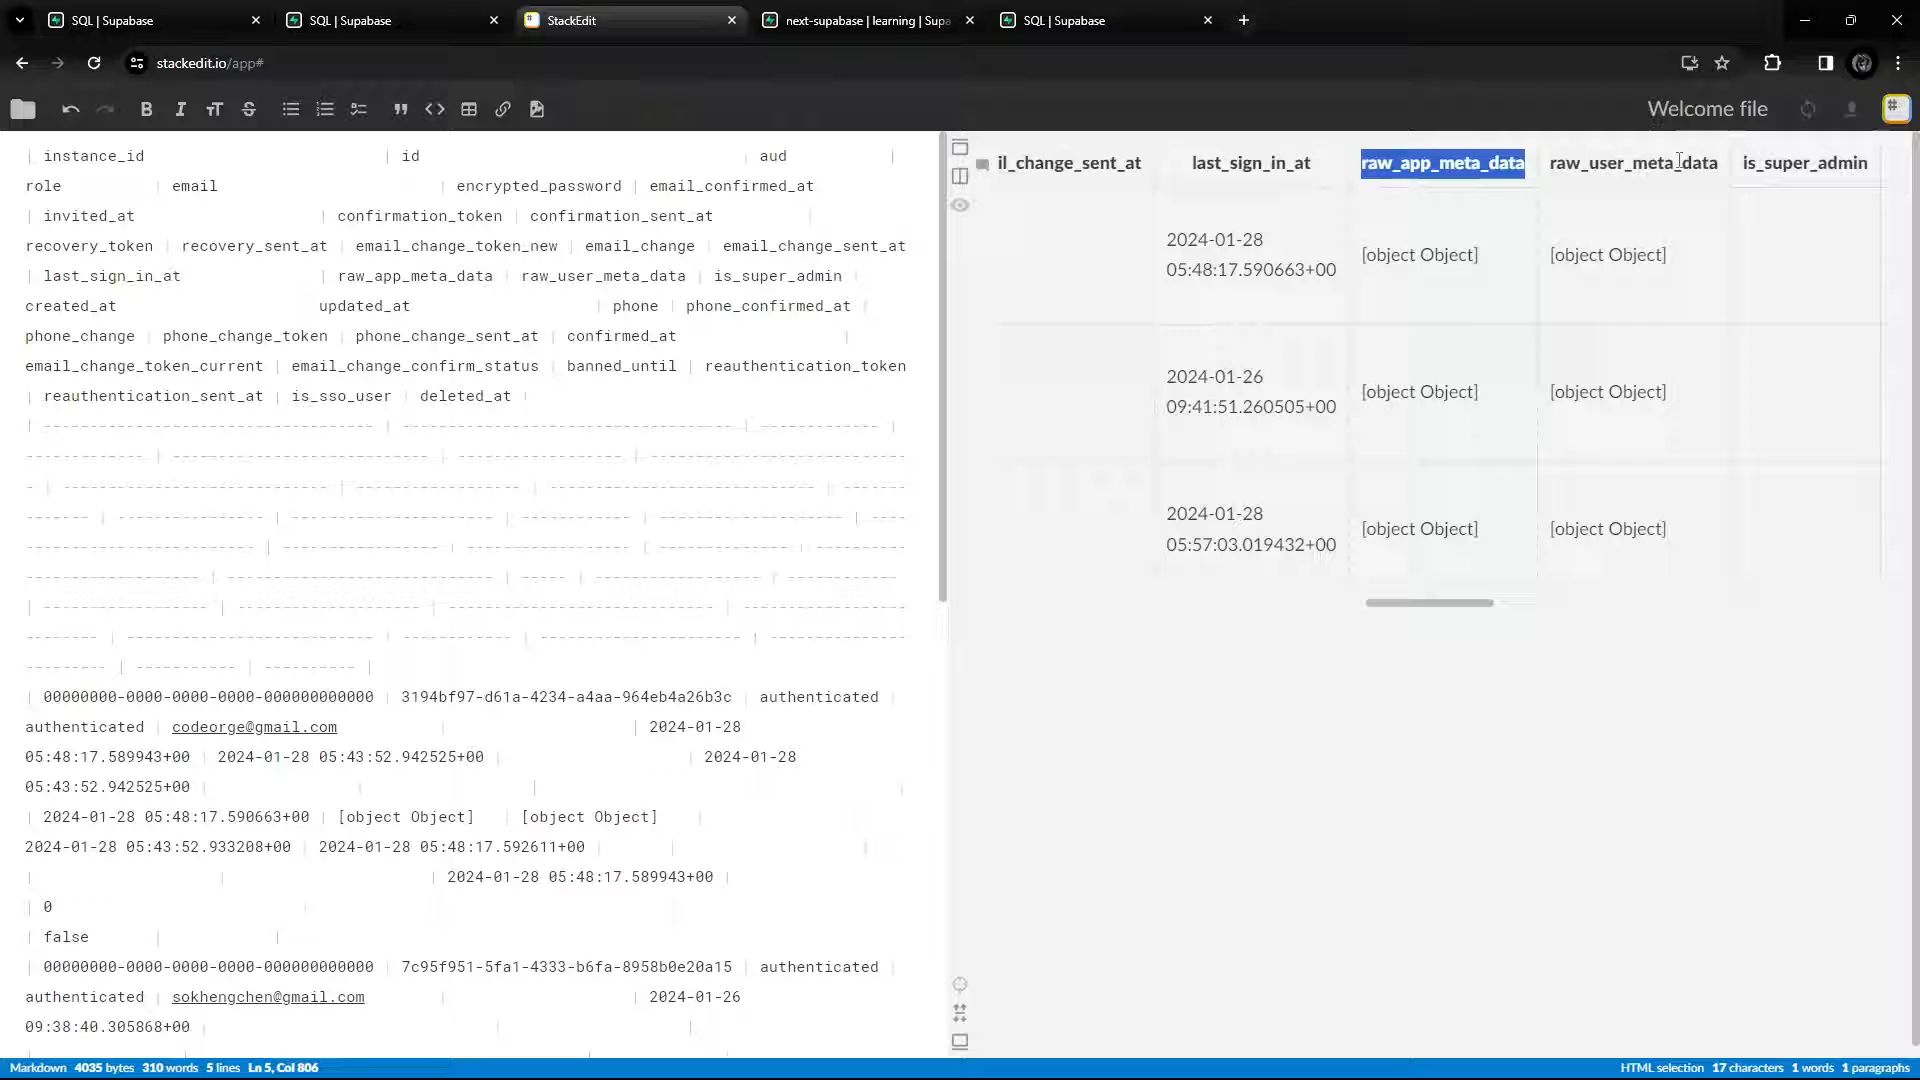 SQL | Supabase
SQL | Supabase
StackEdit
next-supabase | learning | Supa
SQL | Supabase
stackedit.io/app#
Welcome file
| instance_id | id | aud |
role | email | encrypted_password | email_confirmed_at
| invited_at | confirmation_token | confirmation_sent_at |
recovery_token | recovery_sent_at | email_change_token_new | email_change | email_change_sent_at
| last_sign_in_at | raw_app_meta_data | raw_user_meta_data | is_super_admin |
created_at | updated_at | phone | phone_confirmed_at |
phone_change | phone_change_token | phone_change_sent_at | confirmed_at |
email_change_token_current | email_change_confirm_status | banned_until | reauthentication_token
| reauthentication_sent_at | is_sso_user | deleted_at |
| 00000000-0000-0000-0000-000000000000 | 3194bf97-d61a-4234-a4aa-964eb4a26b3c | authenticated |
authenticated | codeorge@gmail.com | | 2024-01-28
05:48:17.589943+00 | 2024-01-28 05:43:52.942525+00 | | 2024-01-28
05:43:52.942525+00 | | | |
| 2024-01-28 05:48:17.590663+00 | [object Object] | [object Object] |
2024-01-28 05:43:52.933208+00 | 2024-01-28 05:48:17.592611+00 | | |
| | | 2024-01-28 05:48:17.589943+00 |
| 0 |
| false | |
| 00000000-0000-0000-0000-000000000000 | 7c95f951-5fa1-4333-b6fa-8958b0e20a15 | authenticated |
authenticated | sokhengchen@gmail.com | | 2024-01-26
09:38:40.305868+00 | | |
il_change_sent_at last_sign_in_at raw_app_meta_data raw_user_meta_data is_super_admin
2024-01-28
05:48:17.590663+00 [object Object] [object Object]
2024-01-26
09:41:51.260505+00 [object Object] [object Object]
2024-01-28
05:57:03.019432+00 [object Object] [object Object]
Markdown 4035 bytes 310 words 5 lines Ln 5, Col 806
HTML selection 17 characters 1 words 1 paragraphs